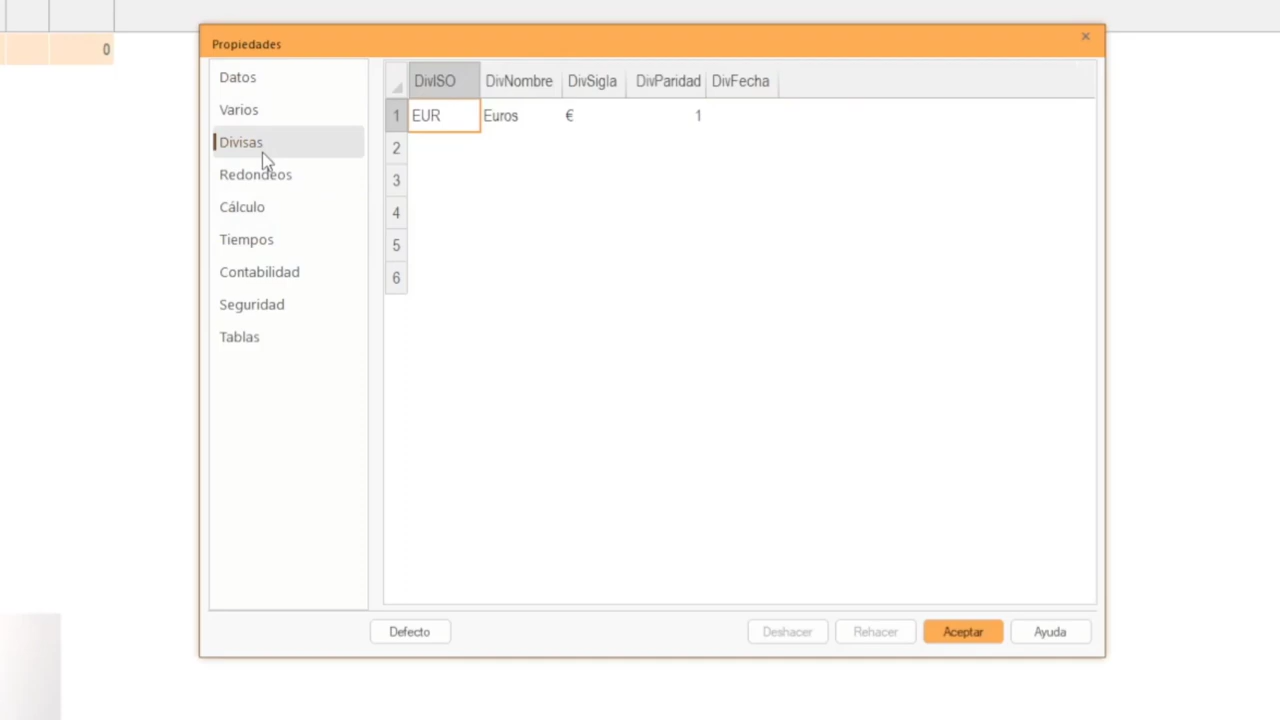 0
Propiedades
Datos
Varios
Divisas
Redondeos
Cálculo
Tiempos
Contabilidad
Seguridad
Tablas
DivISO DivNombre DivSigla DivParidad DivFecha
1 EUR Euros € 1
2
3
4
5
6
Defecto Deshacer Rehacer Aceptar Ayuda